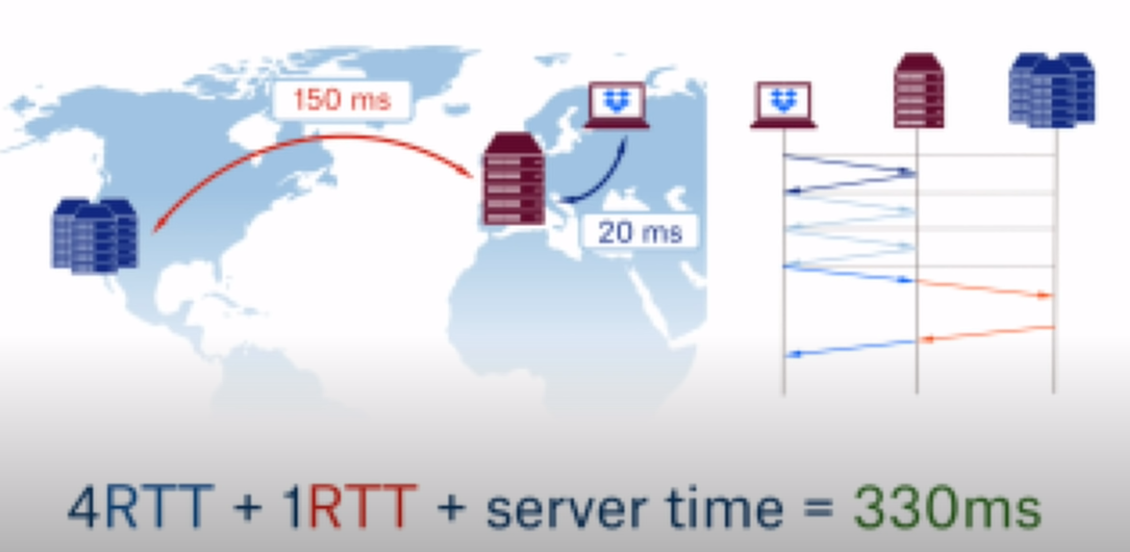 150 ms
20 ms
4RTT + 1RTT + server time = 330ms